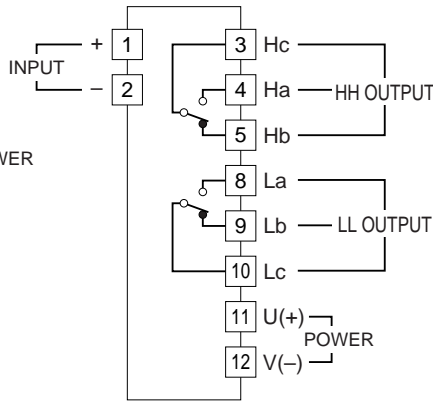 + 1
INPUT
− 2
3 Hc
4 Ha HH OUTPUT
5 Hb
8 La
9 Lb LL OUTPUT
10 Lc
11 U(+)
POWER
12 V(−)